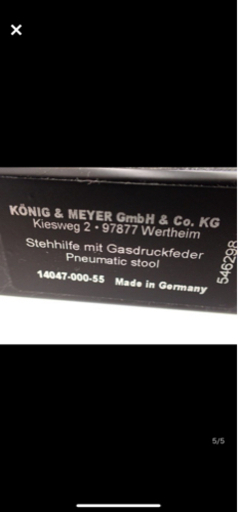 KÖNIG & MEYER GmbH & Co. KG
Kiesweg 2 • 97877 Wertheim
Stehhilfe mit Gasdruckfeder
Pneumatic stool
14047-000-55 Made in Germany
546298
5/5